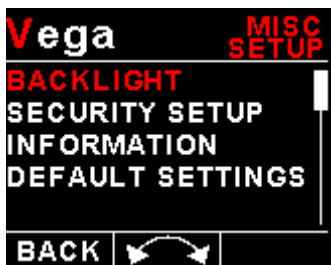 Vega
MISC
SETUP
BACKLIGHT
SECURITY SETUP
INFORMATION
DEFAULT SETTINGS
BACK